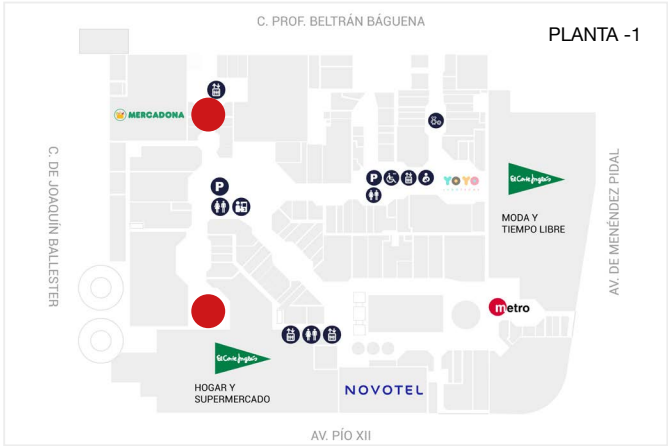 C. PROF. BELTRÁN BÁGUENA
PLANTA -1
MERCADONA
C. DE JOAQUÍN BALLESTER
P
P
YOYO
El Corte Inglés
MODA Y
TIEMPO LIBRE
AV. DE MENÉNDEZ PIDAL
metro
El Corte Inglés
HOGAR Y
SUPERMERCADO
NOVOTEL
AV. PÍO XII